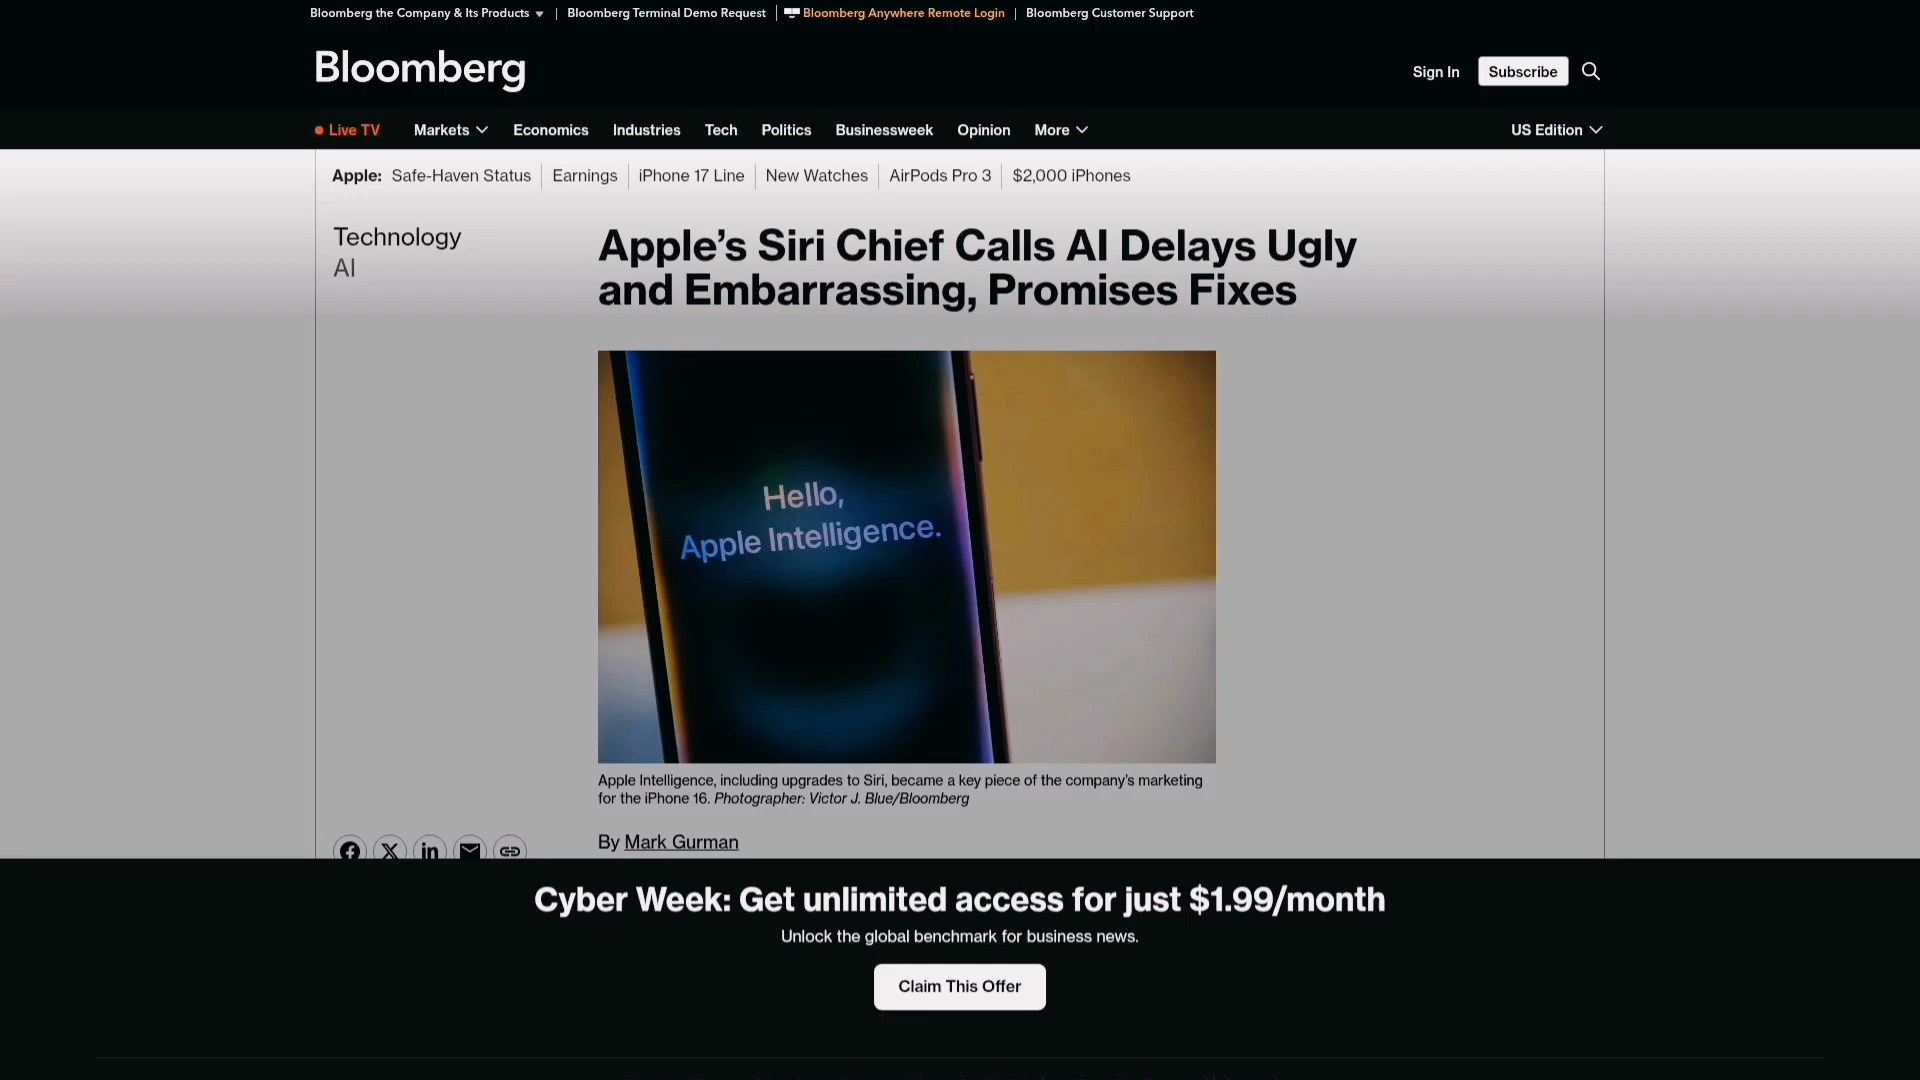 Bloomberg the Company & Its Products
Bloomberg Terminal Demo Request
Bloomberg Anywhere Remote Login
Bloomberg Customer Support
Bloomberg
Sign In
Subscribe
Live TV
Markets
Economics
Industries
Tech
Politics
Businessweek
Opinion
More
US Edition
Apple:
Safe-Haven Status
Earnings
iPhone 17 Line
New Watches
AirPods Pro 3
$2,000 iPhones
Technology
AI
Apple’s Siri Chief Calls AI Delays Ugly
and Embarrassing, Promises Fixes
Hello,
Apple Intelligence.
Apple Intelligence, including upgrades to Siri, became a key piece of the company’s marketing
for the iPhone 16. Photographer: Victor J. Blue/Bloomberg
By Mark Gurman
Cyber Week: Get unlimited access for just $1.99/month
Unlock the global benchmark for business news.
Claim This Offer